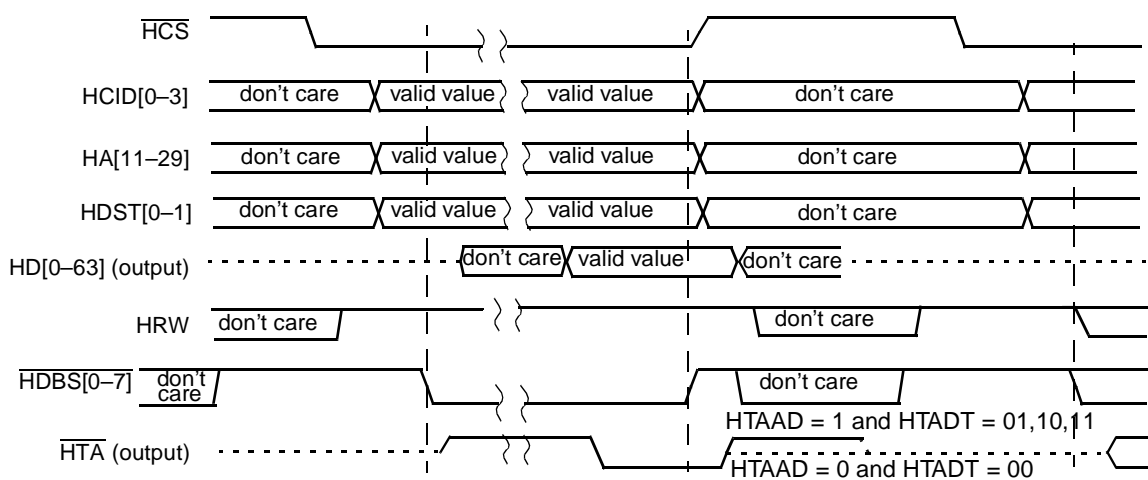 HCS
HCID[0–3] don't care valid value valid value don't care
HA[11–29] don't care valid value valid value don't care
HDST[0–1] don't care valid value valid value don't care
HD[0–63] (output) don't care valid value don't care
HRW don't care don't care
HDBS[0–7] don't care don't care
HTAAD = 1 and HTADT = 01,10,11
HTA (output)
HTAAD = 0 and HTADT = 00